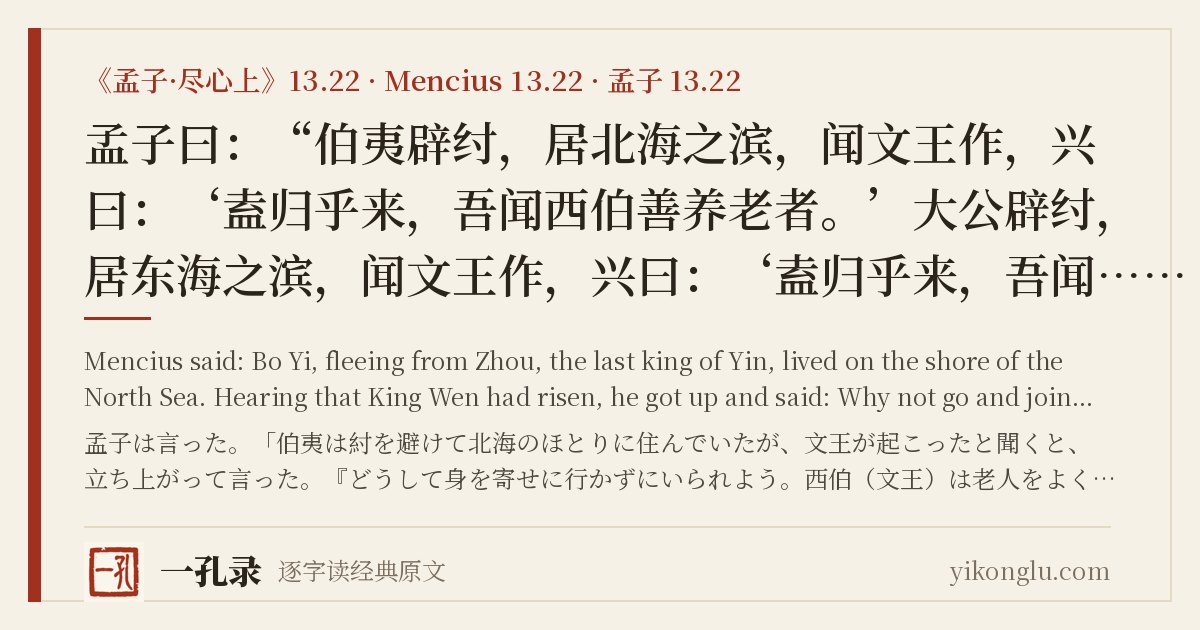 《孟子·尽心上》13.22 · Mencius 13.22 · 孟子 13.22
孟子曰：“伯夷辟纣，居北海之滨，闻文王作，兴
曰：‘盍归乎来，吾闻西伯善养老者。’大公辟纣，
居东海之滨，闻文王作，兴曰：‘盍归乎来，吾闻……
Mencius said: Bo Yi, fleeing from Zhou, the last king of Yin, lived on the shore of the
North Sea. Hearing that King Wen had risen, he got up and said: Why not go and join...
孟子は言った。「伯夷は紂を避けて北海のほとりに住んでいたが、文王が起こったと聞くと、
立ち上がって言った。『どうして身を寄せに行かずにいられよう。西伯（文王）は老人をよく…
一孔
一孔录 逐字读经典原文
yikonglu.com